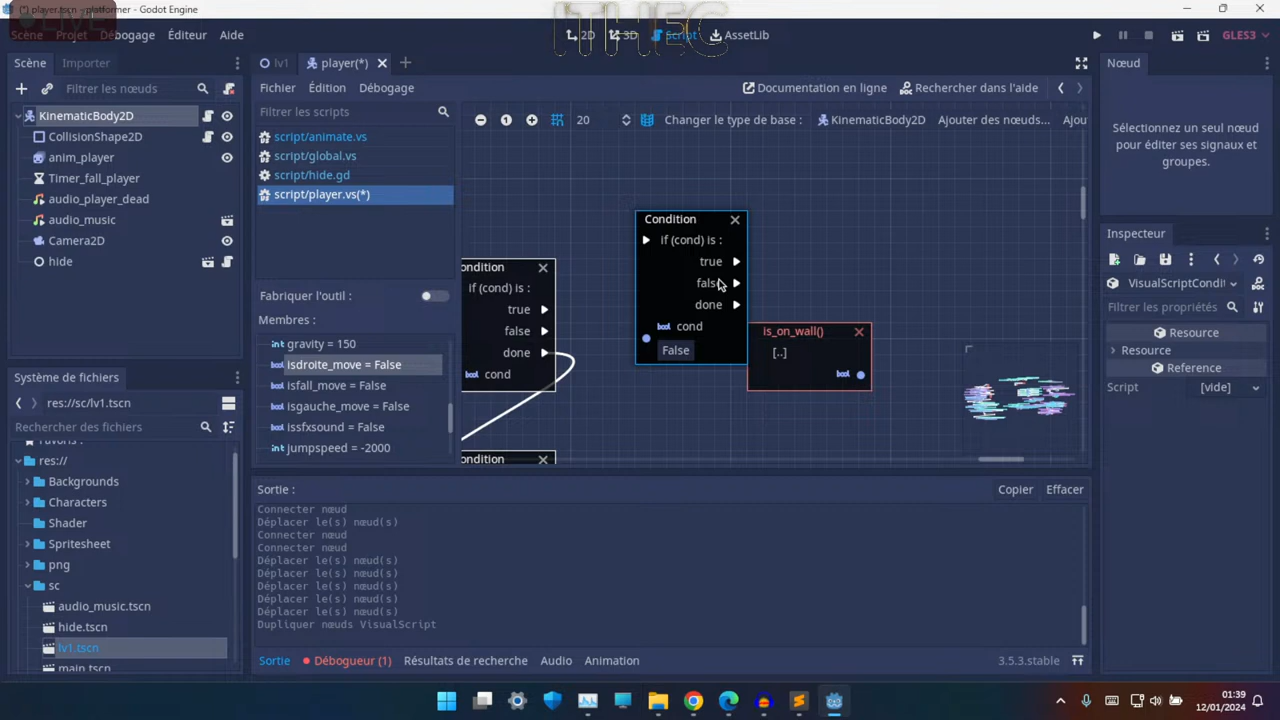 (*) player.tscn - platformer - Godot Engine
ITHEC
Scène Projet Débogage Éditeur Aide
2D 3D Script AssetLib
GLES3
Scène Importer
lv1 player(*)
Nœud
Filtrer les nœuds
Fichier Édition Débogage
Documentation en ligne Rechercher dans l'aide
KinematicBody2D
CollisionShape2D
anim_player
Timer_fall_player
audio_player_dead
audio_music
Camera2D
hide
Filtrer les scripts
script/animate.vs
script/global.vs
script/hide.gd
script/player.vs(*)
Fabriquer l'outil :
Membres :
gravity = 150
isdroite_move = False
isfall_move = False
isgauche_move = False
issfxsound = False
int jumpspeed = -2000
20 Changer le type de base : KinematicBody2D Ajouter des nœuds... Ajou
Condition
if (cond) is :
true
false
done
bool cond
False
is_on_wall()
[..]
bool
ondition
if (cond) is :
true
false
done
bool cond
ondition
Sélectionnez un seul nœud
pour éditer ses signaux et
groupes.
Inspecteur
VisualScriptCondit
Filtrer les propriétés
Resource
Resource
Reference
Script [vide]
Système de fichiers
res://sc/lv1.tscn
Rechercher des fichiers
Favoris :
res://
Backgrounds
Characters
Shader
Spritesheet
png
sc
audio_music.tscn
hide.tscn
lv1.tscn
main.tscn
Sortie : Copier Effacer
Connecter nœud
Déplacer le(s) nœud(s)
Connecter nœud
Connecter nœud
Déplacer le(s) nœud(s)
Déplacer le(s) nœud(s)
Déplacer le(s) nœud(s)
Déplacer le(s) nœud(s)
Déplacer le(s) nœud(s)
Dupliquer nœuds VisualScript
Sortie Débogueur (1) Résultats de recherche Audio Animation 3.5.3.stable
01:39
12/01/2024